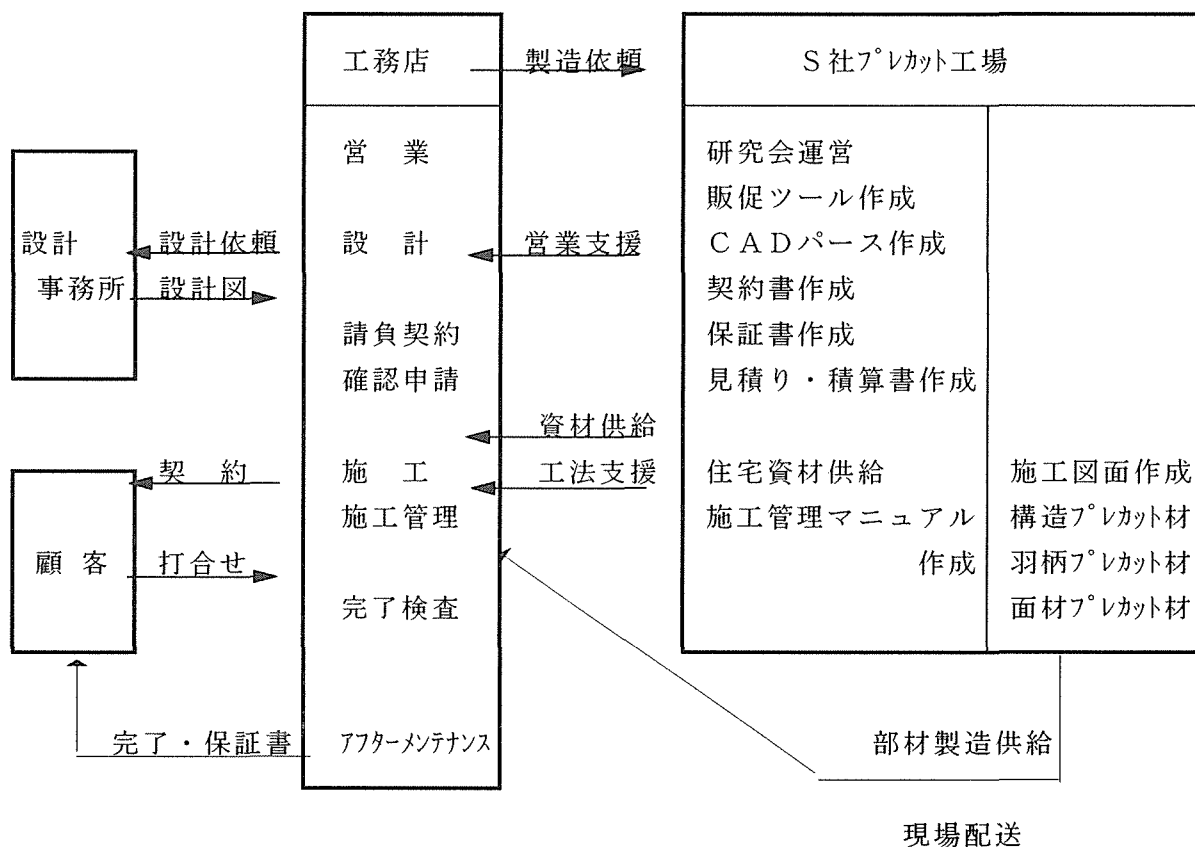 工務店
製造依頼
S社プレカット工場
営　業
研究会運営
販促ツール作成
設計
事務所
設計依頼
設計図
設　計
営業支援
CADパース作成
契約書作成
請負契約
保証書作成
確認申請
見積り・積算書作成
資材供給
契　約
施　工
工法支援
住宅資材供給
施工図面作成
施工管理
施工管理マニュアル
作成
構造プレカット材
顧　客
打合せ
羽柄プレカット材
完了検査
面材プレカット材
完了・保証書
アフターメンテナンス
部材製造供給
現場配送